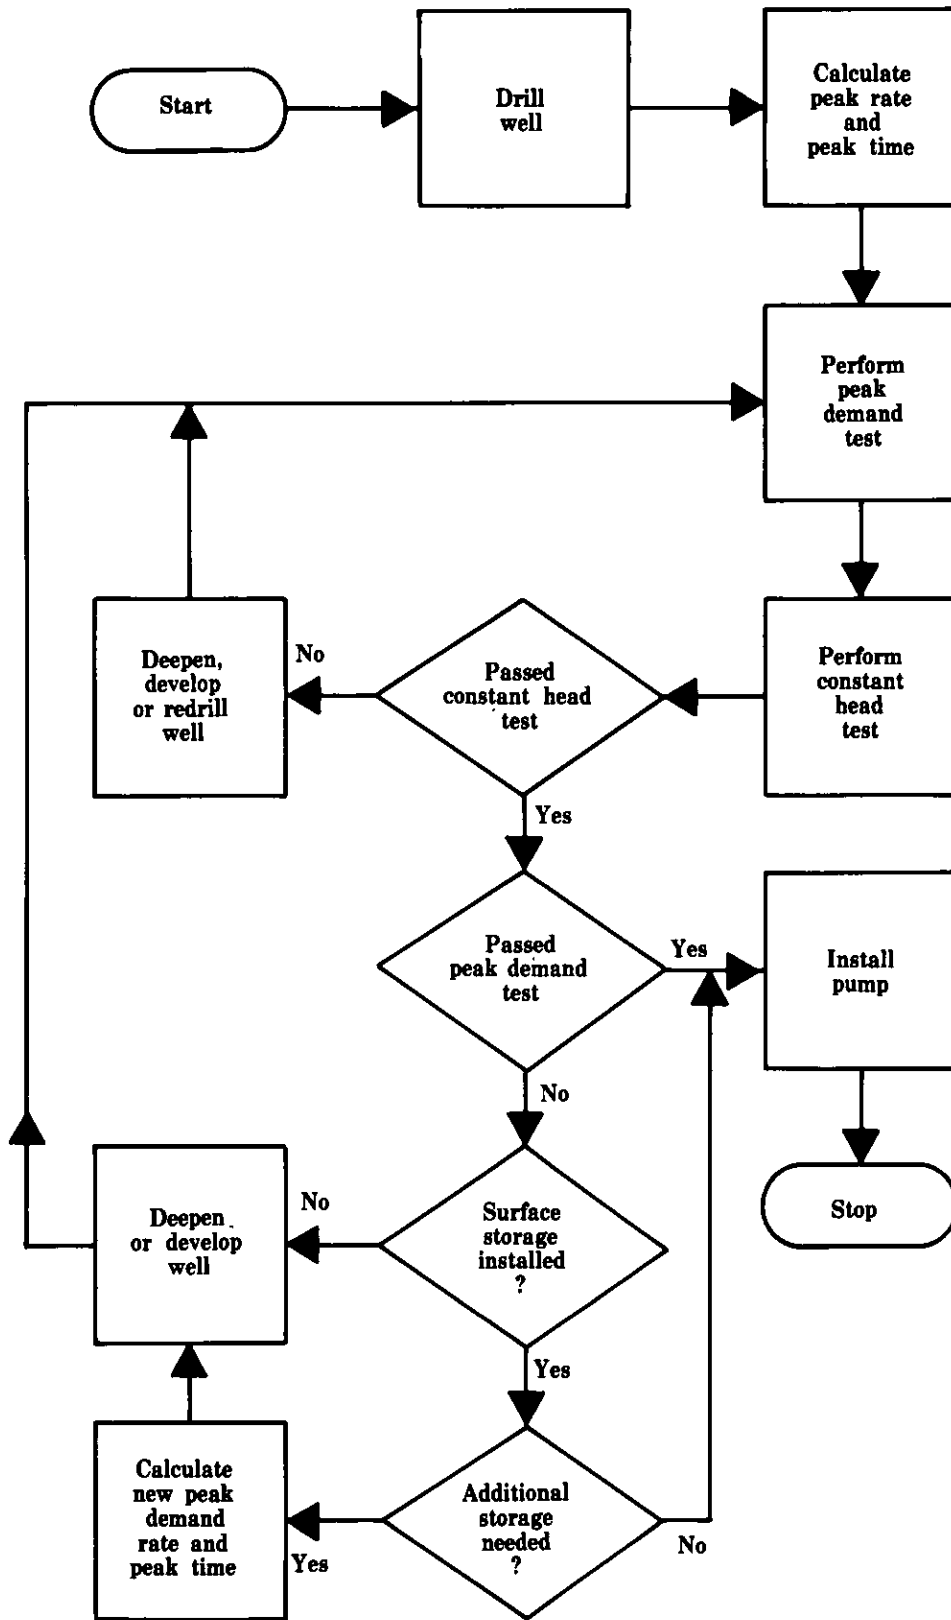 Start
Drill
well
Calculate
peak rate
and
peak time
Perform
peak
demand
test
Deepen,
develop
or redrill
well
No
Passed
constant head
test
Perform
constant
head
test
Yes
Passed
peak demand
test
Yes
Install
pump
No
Deepen
or develop
well
No
Surface
storage
installed
?
Stop
Yes
Calculate
new peak
demand
rate and
peak time
Yes
Additional
storage
needed
?
No